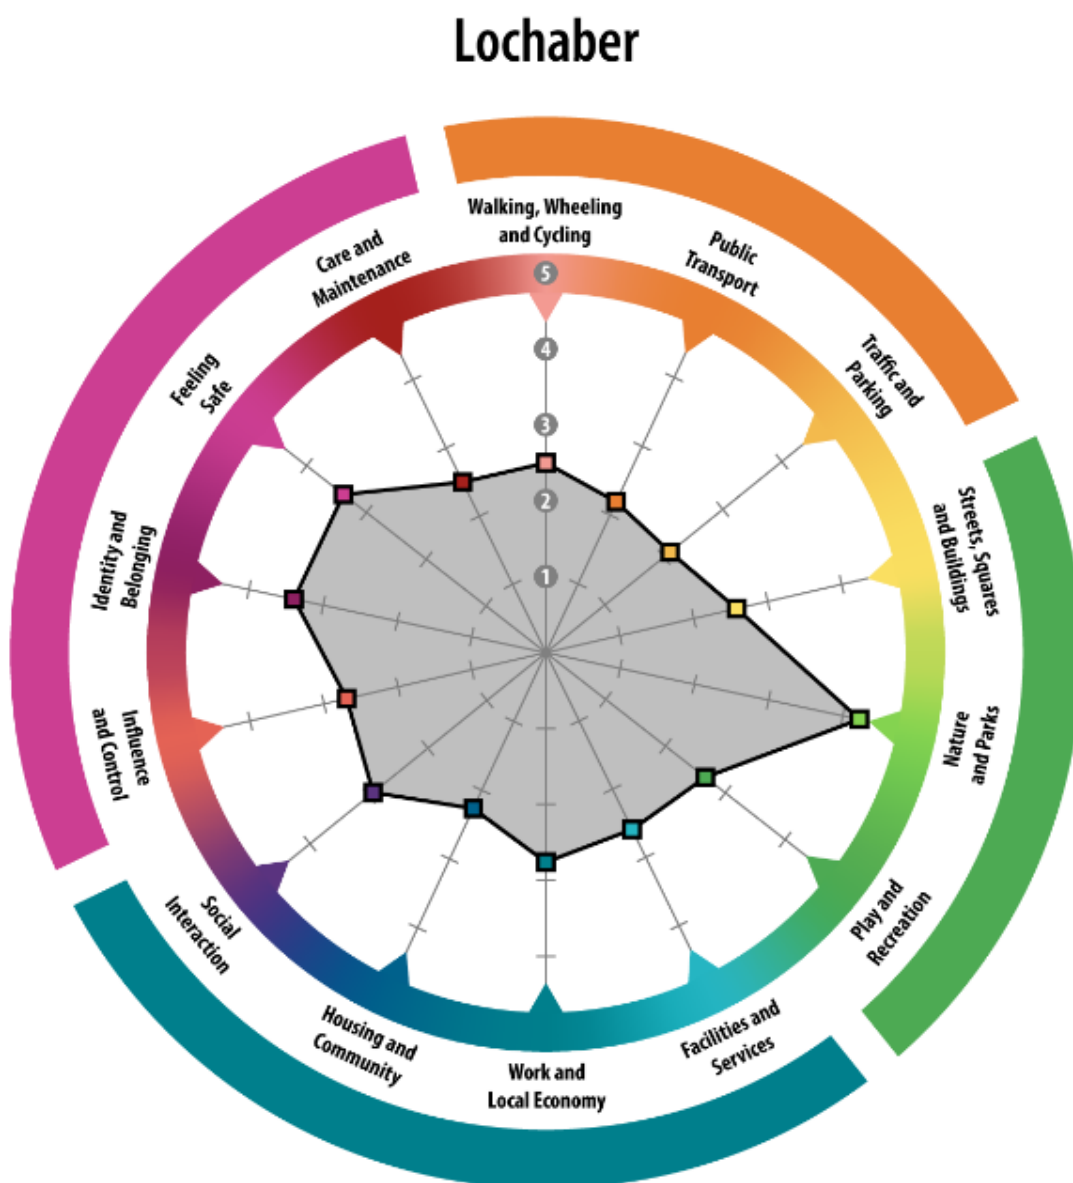 Lochaber
Walking, Wheeling
and Cycling
Public
Transport
Traffic and
Parking
Streets, Squares
and Buildings
Nature
and Parks
Play and
Recreation
Facilities and
Services
Work and
Local Economy
Housing and
Community
Social
Interaction
Influence
and Control
Identity and
Belonging
Feeling
Safe
Care and
Maintenance
5
4
3
2
1